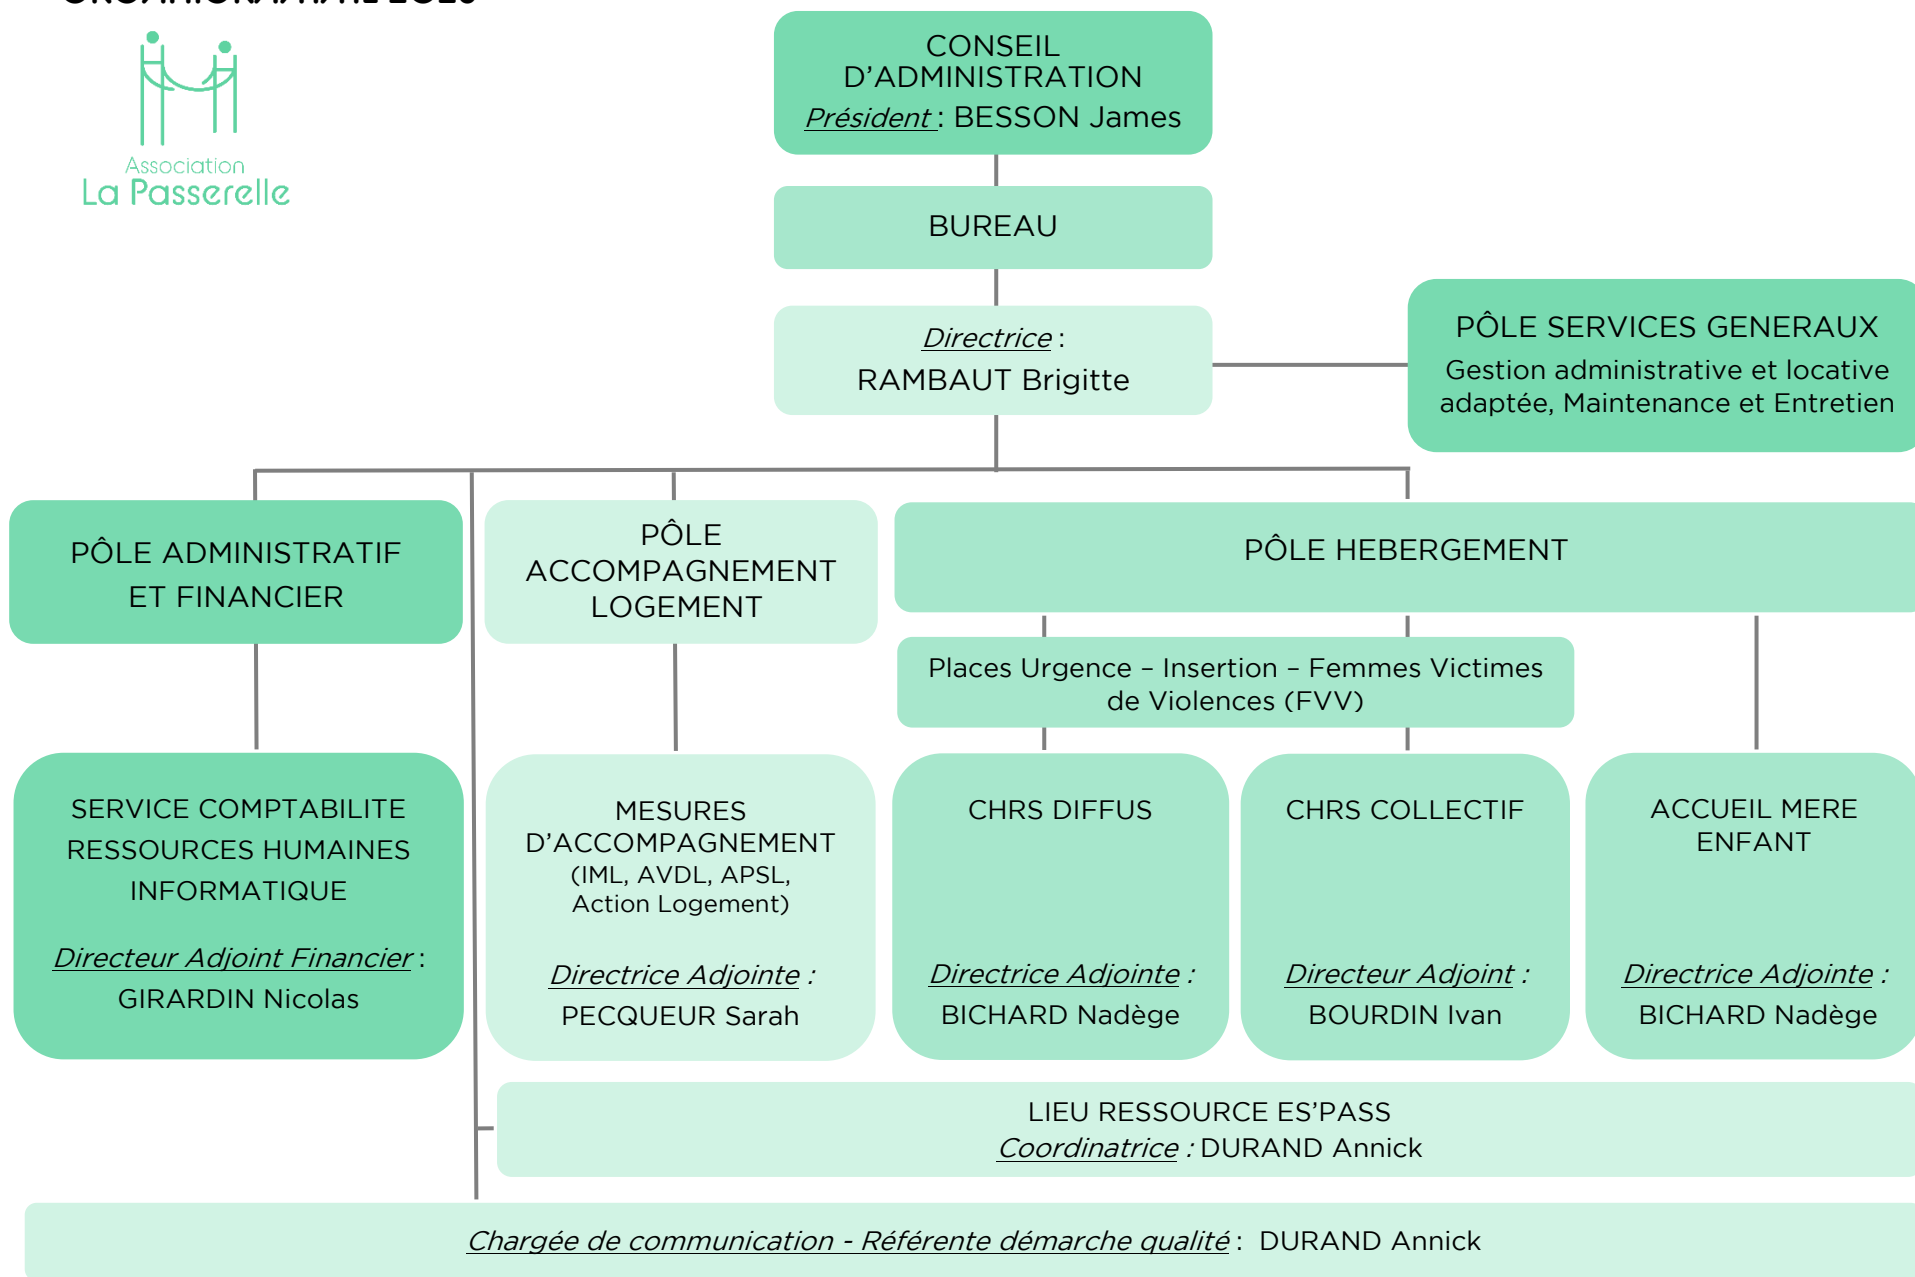 Association
La Passerelle
CONSEIL
D'ADMINISTRATION
Président : BESSON James
BUREAU
Directrice :
RAMBAUT Brigitte
PÔLE SERVICES GENERAUX
Gestion administrative et locative
adaptée, Maintenance et Entretien
PÔLE ADMINISTRATIF
ET FINANCIER
PÔLE
ACCOMPAGNEMENT
LOGEMENT
PÔLE HEBERGEMENT
Places Urgence – Insertion – Femmes Victimes
de Violences (FVV)
SERVICE COMPTABILITE
RESSOURCES HUMAINES
INFORMATIQUE
Directeur Adjoint Financier :
GIRARDIN Nicolas
MESURES
D'ACCOMPAGNEMENT
(IML, AVDL, APSL,
Action Logement)
Directrice Adjointe :
PECQUEUR Sarah
CHRS DIFFUS
Directrice Adjointe :
BICHARD Nadège
CHRS COLLECTIF
Directeur Adjoint :
BOURDIN Ivan
ACCUEIL MERE
ENFANT
Directrice Adjointe :
BICHARD Nadège
LIEU RESSOURCE ES'PASS
Coordinatrice : DURAND Annick
Chargée de communication - Référente démarche qualité : DURAND Annick